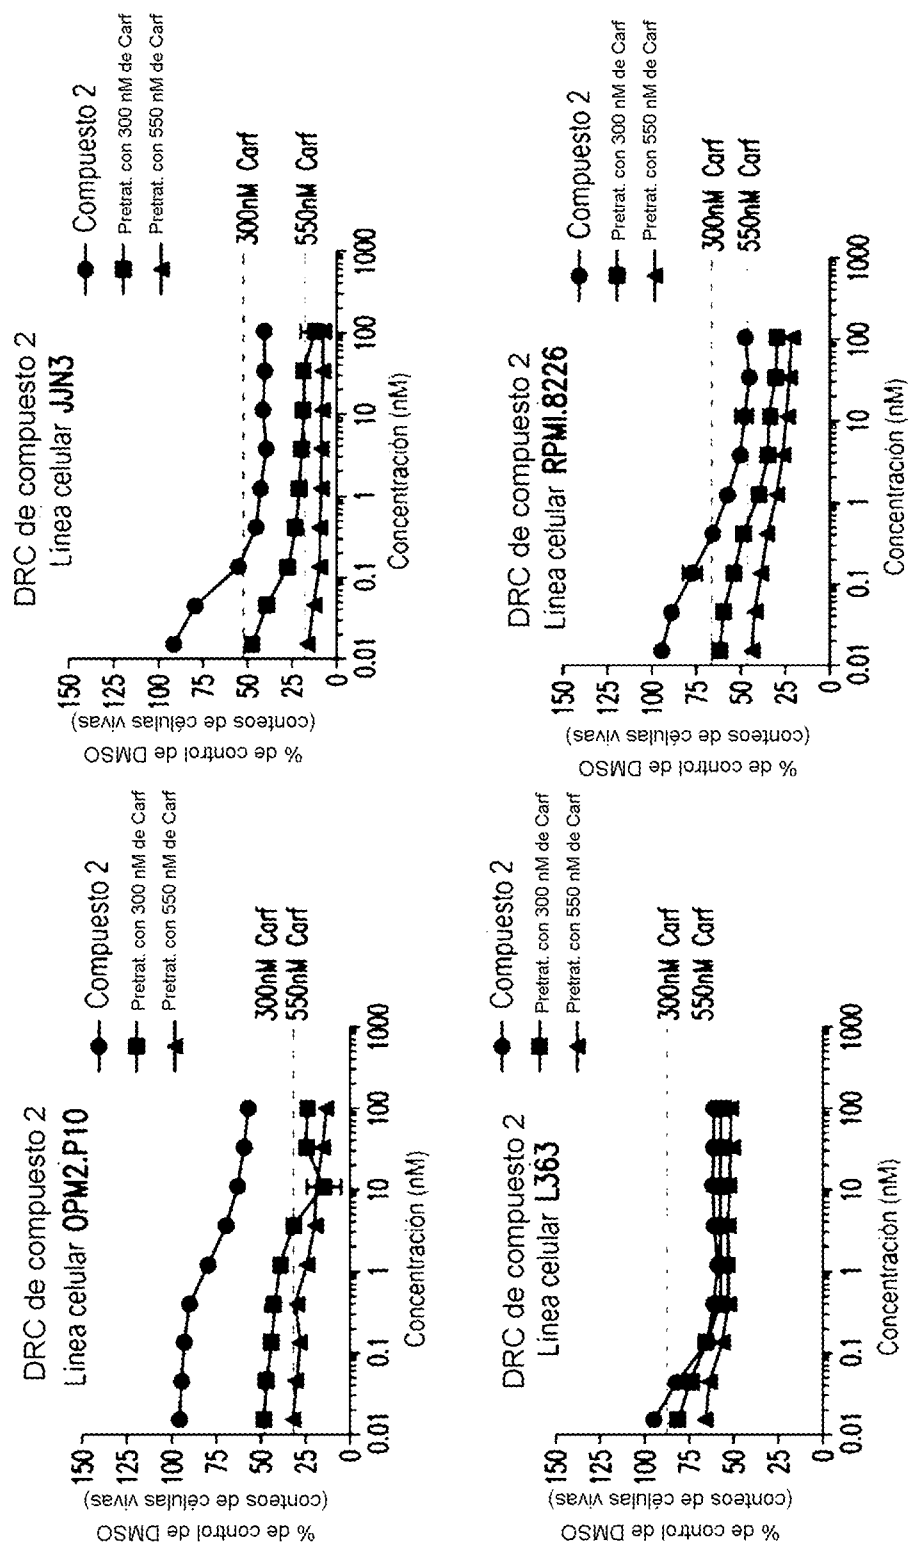 DRC de compuesto 2
Línea celular OPM2.P10
Compuesto 2
Pretrat. con 300 nM de Carf
Pretrat. con 550 nM de Carf
% de control de DMSO
(conteos de células vivas)
150
125
100
75
50
25
0
300nM Carf
550nM Carf
0.01 0.1 1 10 100 1000
Concentración (nM)
DRC de compuesto 2
Línea celular JJN3
Compuesto 2
Pretrat. con 300 nM de Carf
Pretrat. con 550 nM de Carf
% de control de DMSO
(conteos de células vivas)
150
125
100
75
50
25
0
300nM Carf
550nM Carf
0.01 0.1 1 10 100 1000
Concentración (nM)
DRC de compuesto 2
Línea celular L363
Compuesto 2
Pretrat. con 300 nM de Carf
Pretrat. con 550 nM de Carf
% de control de DMSO
(conteos de células vivas)
150
125
100
75
50
25
0
300nM Carf
550nM Carf
0.01 0.1 1 10 100 1000
Concentración (nM)
DRC de compuesto 2
Línea celular RPMI.8226
Compuesto 2
Pretrat. con 300 nM de Carf
Pretrat. con 550 nM de Carf
% de control de DMSO
(conteos de células vivas)
150
125
100
75
50
25
0
300nM Carf
550nM Carf
0.01 0.1 1 10 100 1000
Concentración (nM)